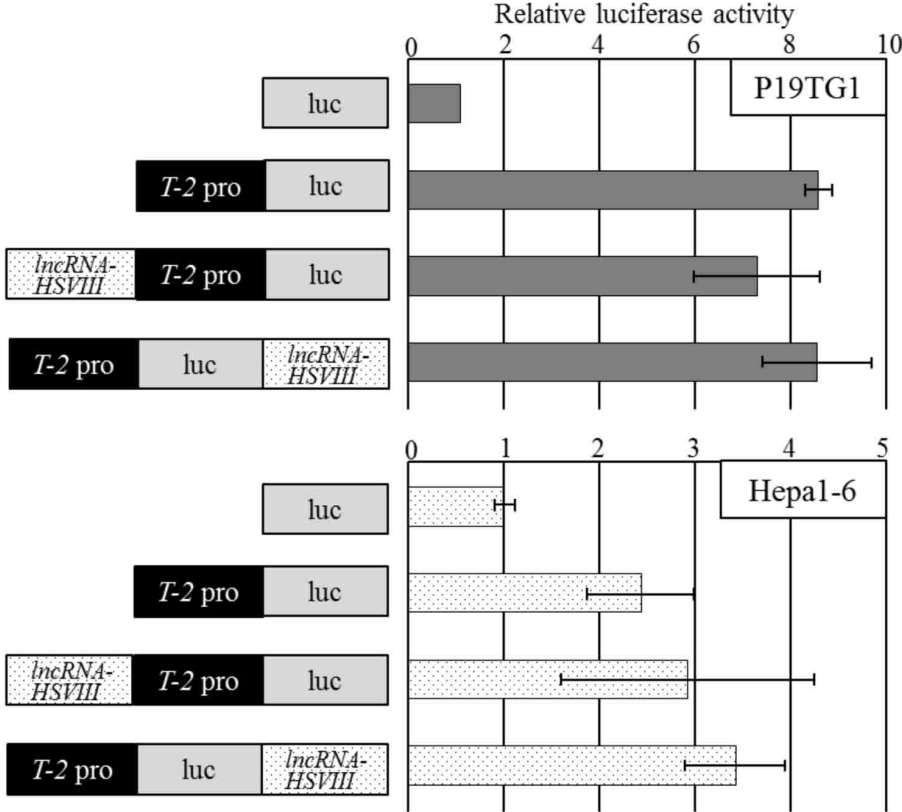 Relative luciferase activity
0 2 4 6 8 10
P19TG1
luc
T-2 pro luc
lncRNA-
HSVIII
T-2 pro luc
T-2 pro luc
lncRNA-
HSVIII
0 1 2 3 4 5
Hepa1-6
luc
T-2 pro luc
lncRNA-
HSVIII
T-2 pro luc
T-2 pro luc
lncRNA-
HSVIII